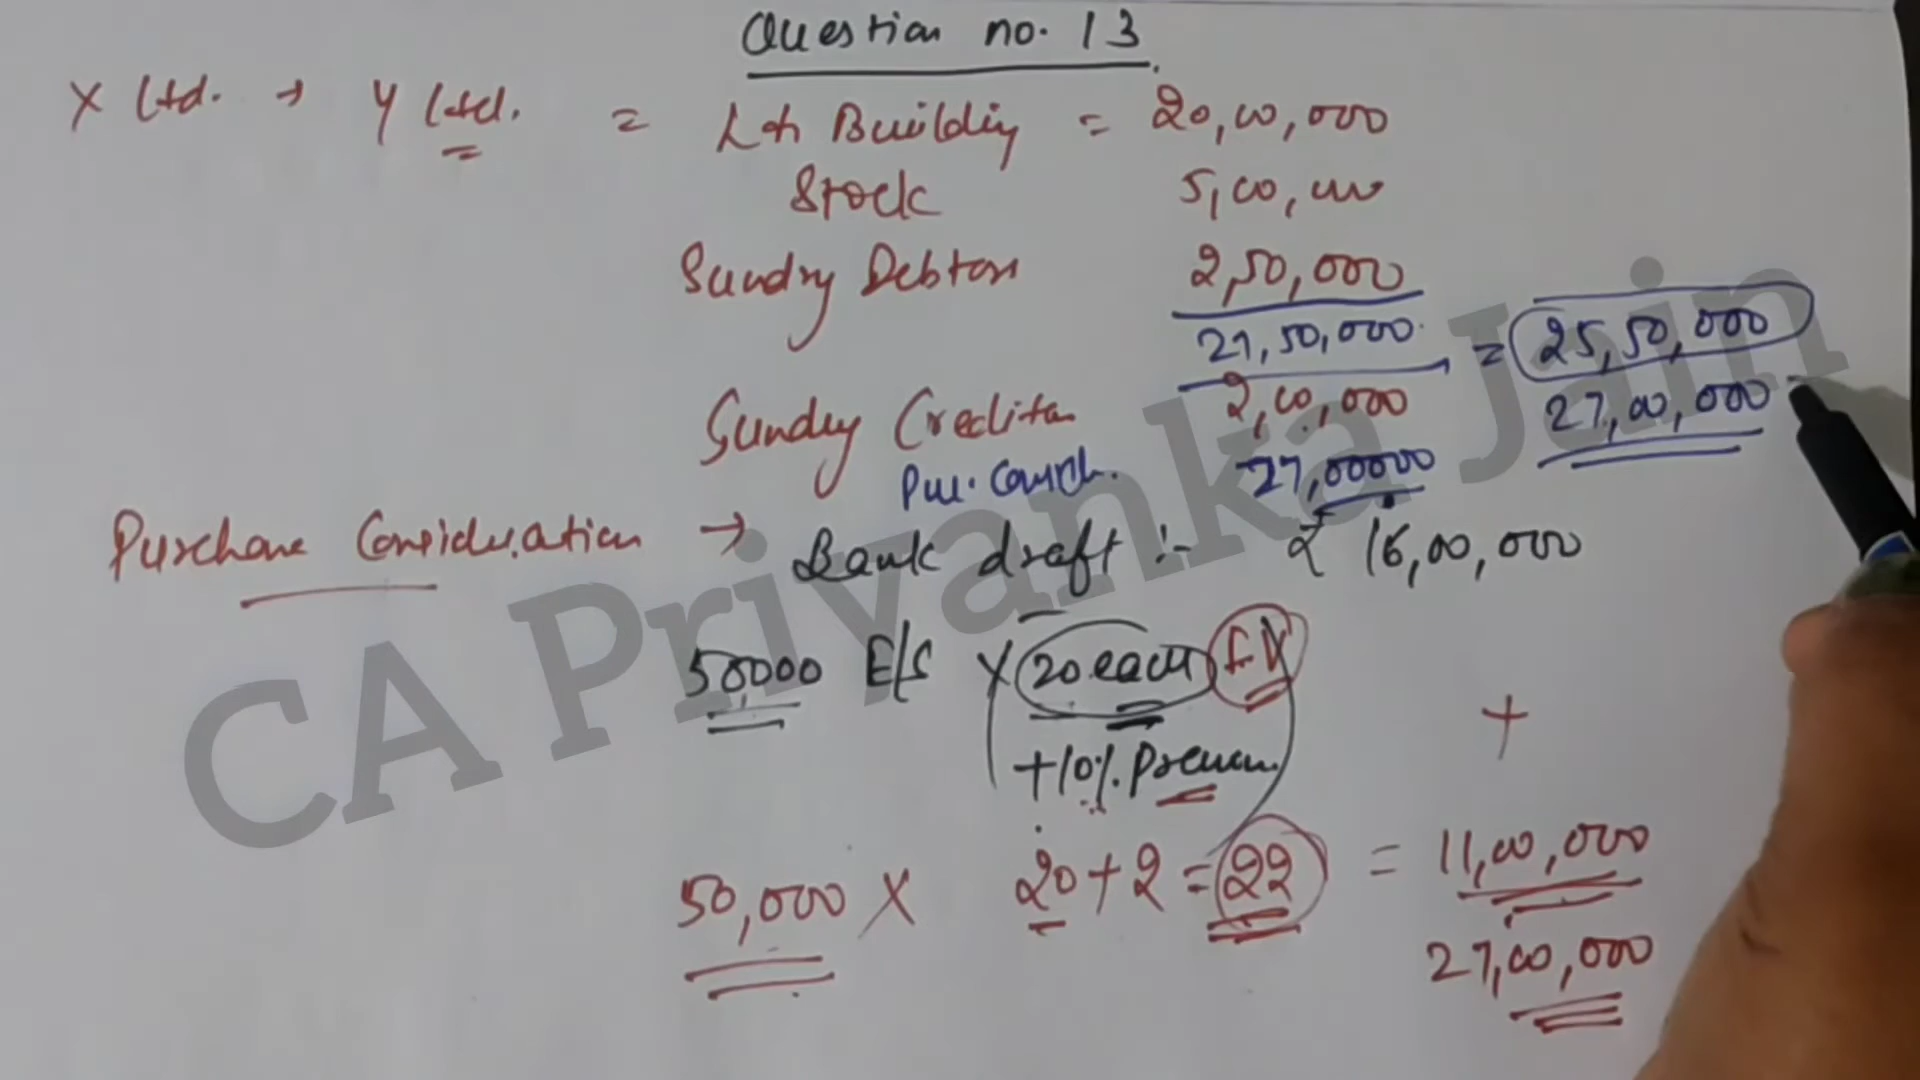 Question no. 13
X Ltd. → Y Ltd. = L&h Building = 20,00,000
Stock 5,00,000
Sundry Debtors 2,50,000
27,50,000 = 25,50,000
Sundry Creditors 2,00,000 27,00,000
Pur. Consd. 27,00000
Purchase Consideration → Bank draft :- ₹ 16,00,000
50000 E/S X 20 each FV
+10% Premium +
50,000 X 20+2=22 = 11,00,000
27,00,000
CA Priyanka Jain